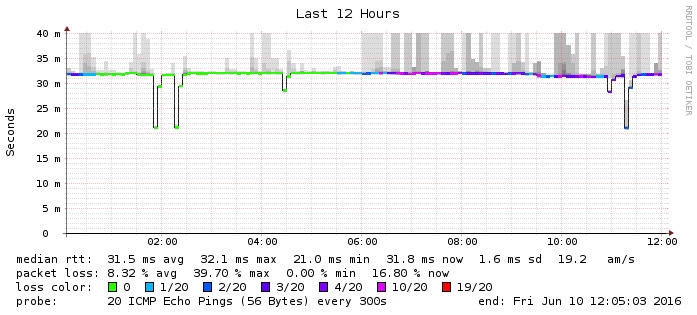 Last 12 Hours
RRDTOOL / TOBI OETIKER
Seconds
40 m
35 m
30 m
25 m
20 m
15 m
10 m
5 m
0
02:00 04:00 06:00 08:00 10:00 12:00
median rtt: 31.5 ms avg 32.1 ms max 21.0 ms min 31.8 ms now 1.6 ms sd 19.2 am/s
packet loss: 8.32 % avg 39.70 % max 0.00 % min 16.80 % now
loss color: 0 1/20 2/20 3/20 4/20 10/20 19/20
probe: 20 ICMP Echo Pings (56 Bytes) every 300s end: Fri Jun 10 12:05:03 2016